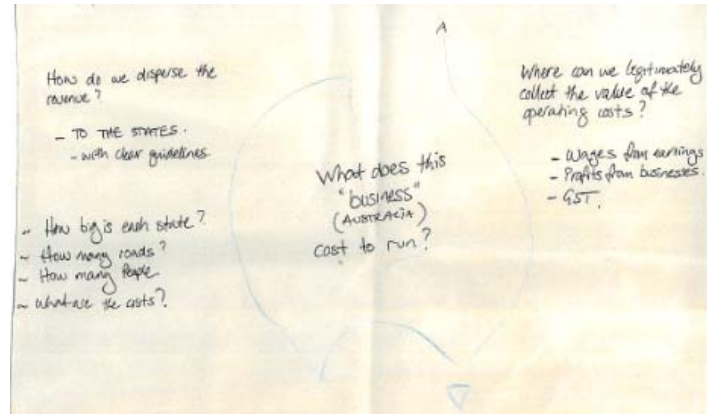 How do we disperse the
revenue?
- TO THE STATES.
- with clear guidelines
~ How big is each state?
~ How many roads?
~ How many People
~ What are the costs?
A
What does this
"business"
(AUSTRALIA)
cost to run?
Where can we legitimately
collect the value of the
operating costs?
- Wages from earnings
- Profits from businesses.
- GST.